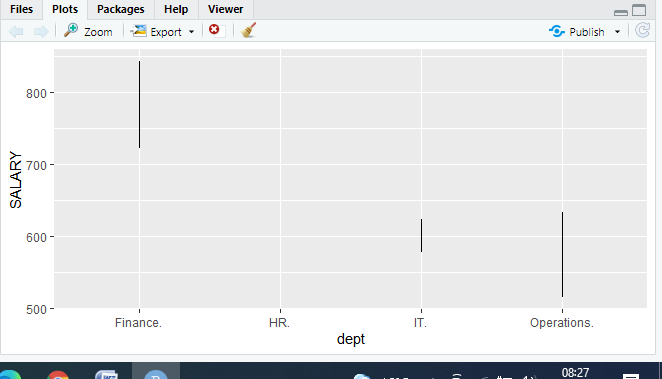 Files Plots Packages Help Viewer
Zoom Export Publish
800
700
600
500
SALARY
Finance. HR. IT. Operations.
dept
08:27